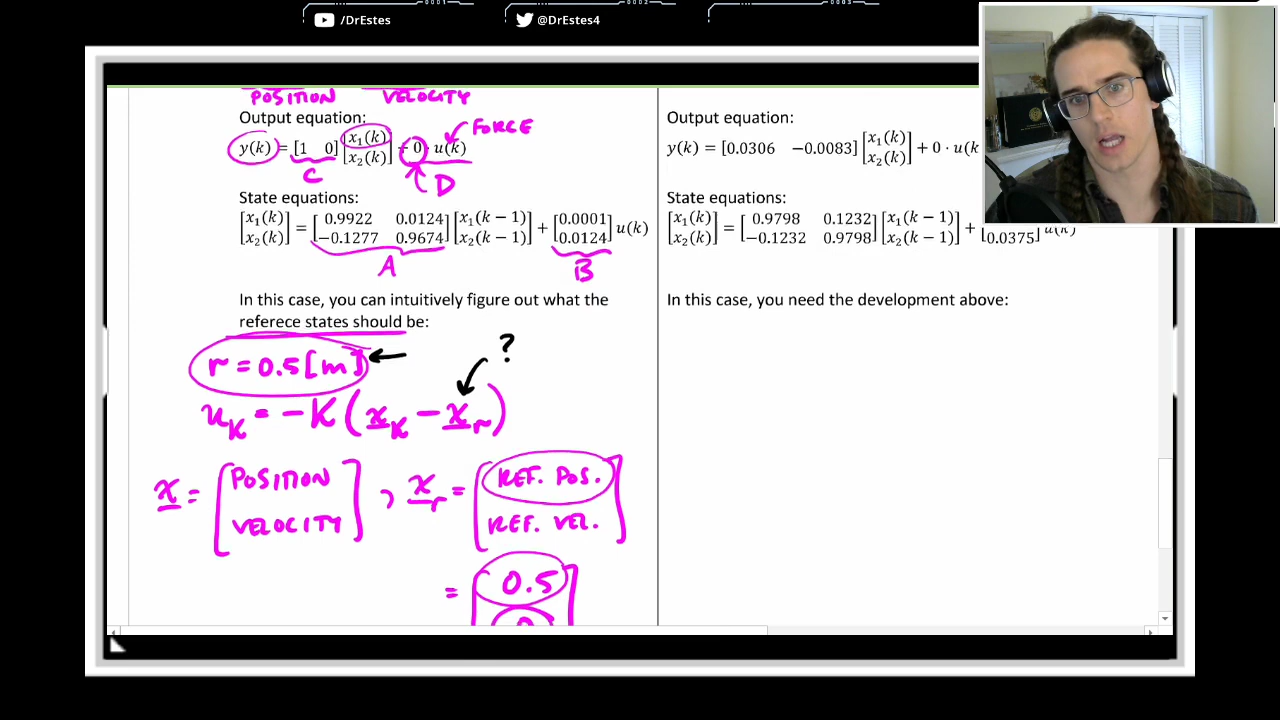 /DrEstes
@DrEstes4
POSITION VELOCITY
Output equation:
y(k) = [1 0] [x₁(k) x₂(k)] + 0 · u(k)
FORCE
C
D
State equations:
[x₁(k) x₂(k)] = [0.9922 0.0124 −0.1277 0.9674] [x₁(k − 1) x₂(k − 1)] + [0.0001 0.0124] u(k)
A
B
In this case, you can intuitively figure out what the
referece states should be:
r = 0.5 [m]
?
u_K = −K (x_K − x_r)
x = [POSITION VELOCITY] , x_r = [REF. POS. REF. VEL.]
= [0.5
Output equation:
y(k) = [0.0306 −0.0083] [x₁(k) x₂(k)] + 0 · u(k
State equations:
[x₁(k) x₂(k)] = [0.9798 0.1232 −0.1232 0.9798] [x₁(k − 1) x₂(k − 1)] + [0.0375] u(k)
In this case, you need the development above: